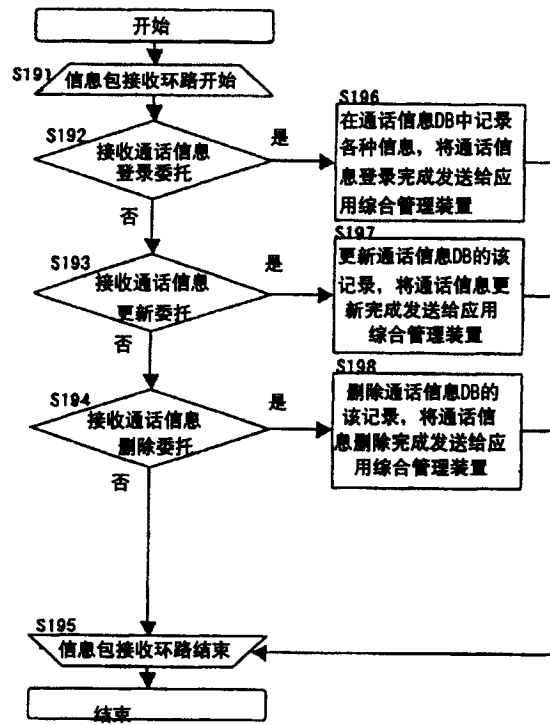 开始
S191
信息包接收环路开始
S192
接收通话信息
登录委托
是
否
S196
在通话信息DB中记录
各种信息，将通话信
息登录完成发送给应
用综合管理装置
S193
接收通话信息
更新委托
是
否
S197
更新通话信息DB的该
记录，将通话信息更
新完成发送给应用
综合管理装置
S194
接收通话信息
删除委托
是
否
S198
删除通话信息DB的
该记录，将通话信
息删除完成发送给应
用综合管理装置
S195
信息包接收环路结束
结束